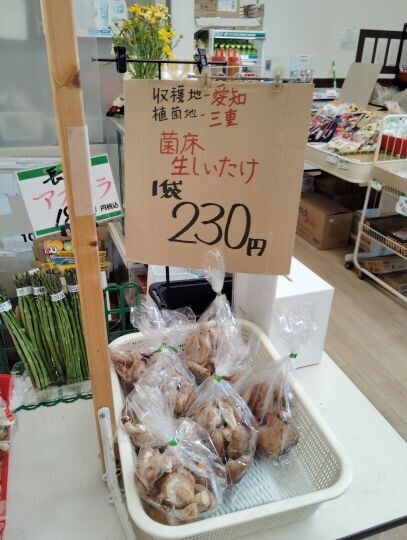 収穫地-愛知
植菌地-三重
菌床
生しいたけ
1袋
230円